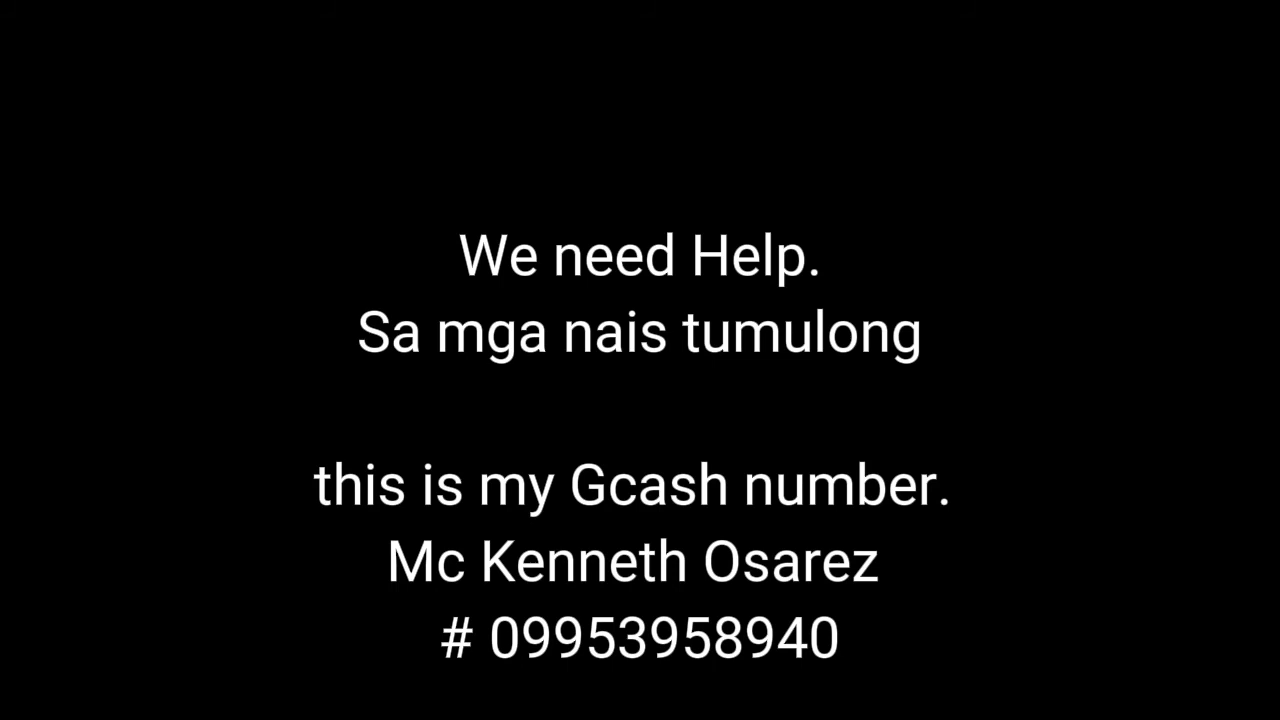 We need Help.
Sa mga nais tumulong
this is my Gcash number.
Mc Kenneth Osarez
# 09953958940